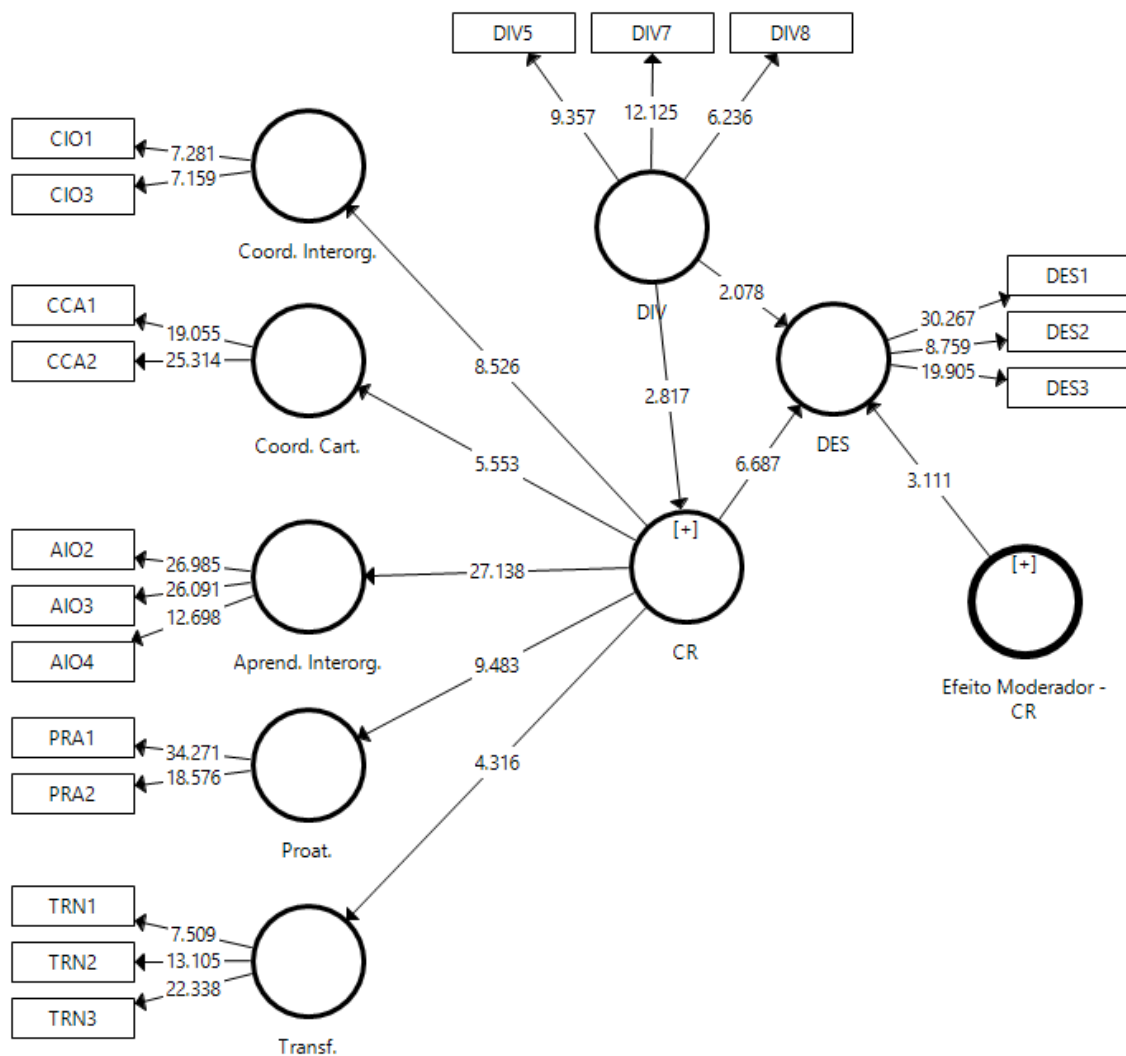 DIV5
DIV7
DIV8
9.357
12.125
6.236
CIO1
CIO3
7.281
7.159
Coord. Interorg.
DIV
2.078
CCA1
CCA2
19.055
25.314
Coord. Cart.
8.526
2.817
DES1
DES2
DES3
30.267
8.759
19.905
DES
5.553
6.687
3.111
AIO2
AIO3
AIO4
26.985
26.091
12.698
Aprend. Interorg.
27.138
[+]
CR
[+]
Efeito Moderador -
CR
9.483
PRA1
PRA2
34.271
18.576
Proat.
4.316
TRN1
TRN2
TRN3
7.509
13.105
22.338
Transf.